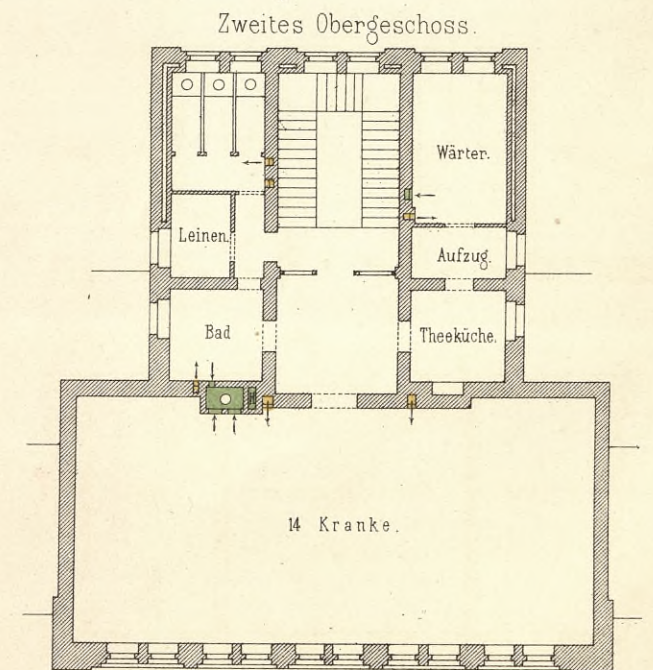 Zweites Obergeschoss.
Wärter.
Leinen.
Aufzug.
Bad
Theeküche.
14 Kranke.